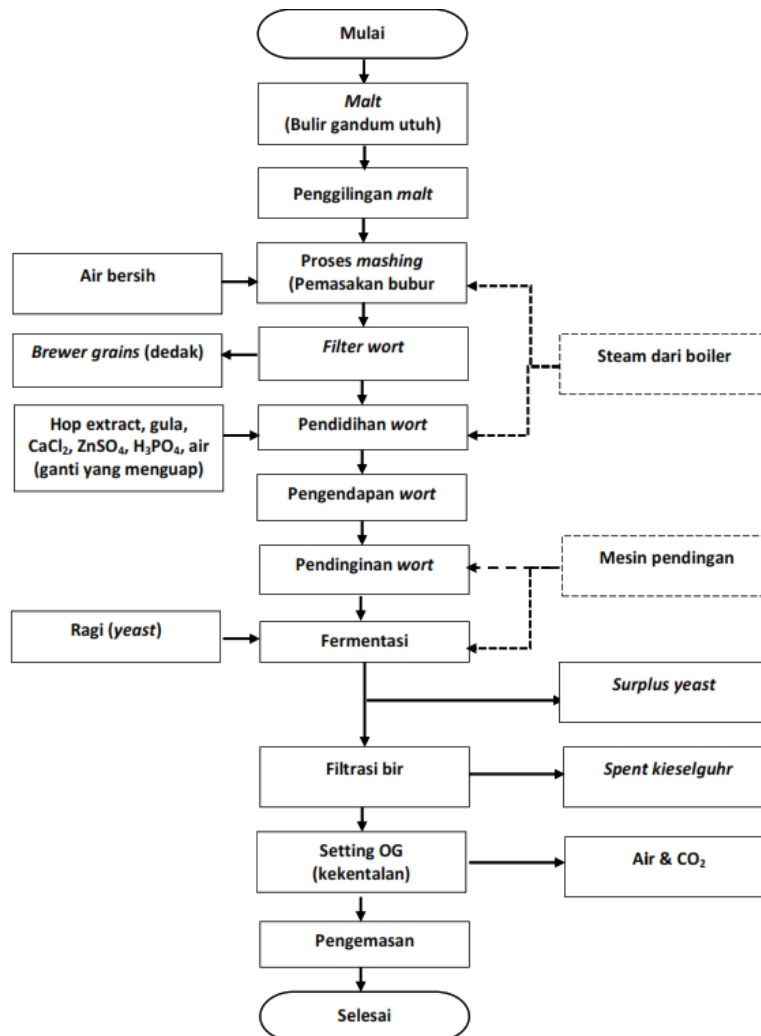 Mulai
Malt
(Bulir gandum utuh)
Penggilingan malt
Air bersih
Proses mashing
(Pemasakan bubur
Brewer grains (dedak)
Filter wort
Steam dari boiler
Hop extract, gula,
CaCl₂, ZnSO₄, H₃PO₄, air
(ganti yang menguap)
Pendidihan wort
Pengendapan wort
Pendinginan wort
Mesin pendingan
Ragi (yeast)
Fermentasi
Surplus yeast
Filtrasi bir
Spent kieselguhr
Setting OG
(kekentalan)
Air & CO₂
Pengemasan
Selesai